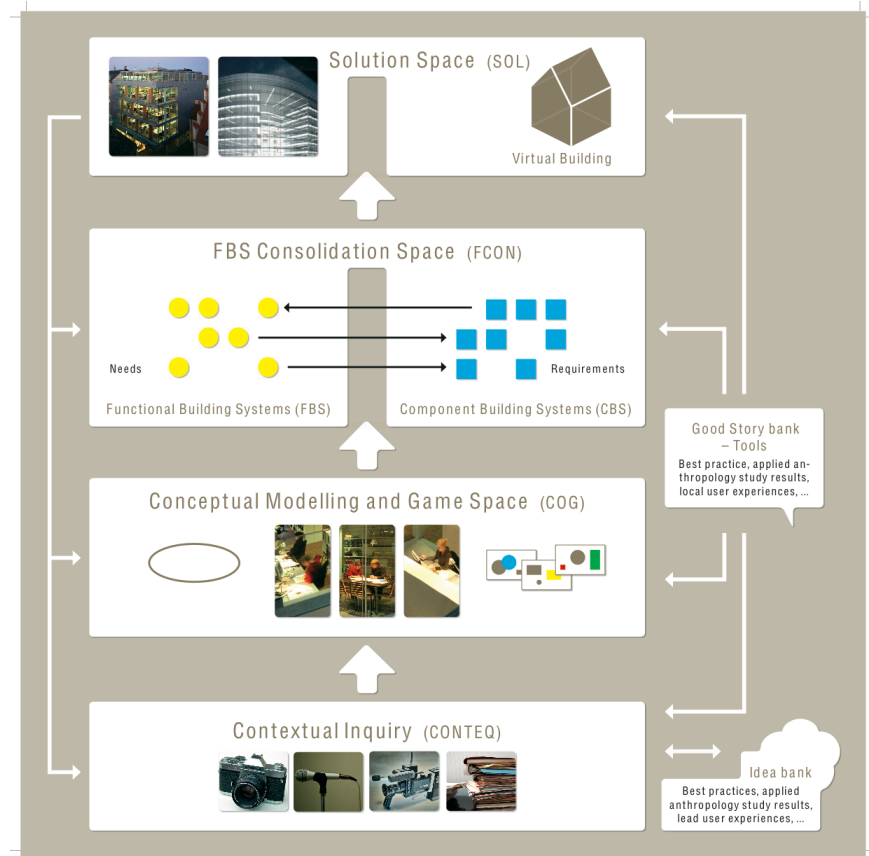 Solution Space (SOL)
Virtual Building
FBS Consolidation Space (FCON)
Needs
Requirements
Functional Building Systems (FBS)
Component Building Systems (CBS)
Good Story bank
– Tools
Best practice, applied an-
thropology study results,
local user experiences, ...
Conceptual Modelling and Game Space (COG)
Contextual Inquiry (CONTEQ)
Idea bank
Best practices, applied
anthropology study results,
lead user experiences, ...